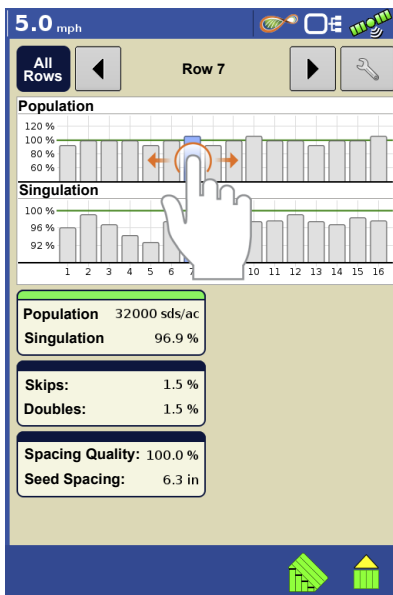 5.0 mph
All
Rows
Row 7
Population
120 %
100 %
80 %
60 %
Singulation
100 %
96 %
92 %
1 2 3 4 5 6 7 10 11 12 13 14 15 16
Population 32000 sds/ac
Singulation 96.9 %
Skips: 1.5 %
Doubles: 1.5 %
Spacing Quality: 100.0 %
Seed Spacing: 6.3 in